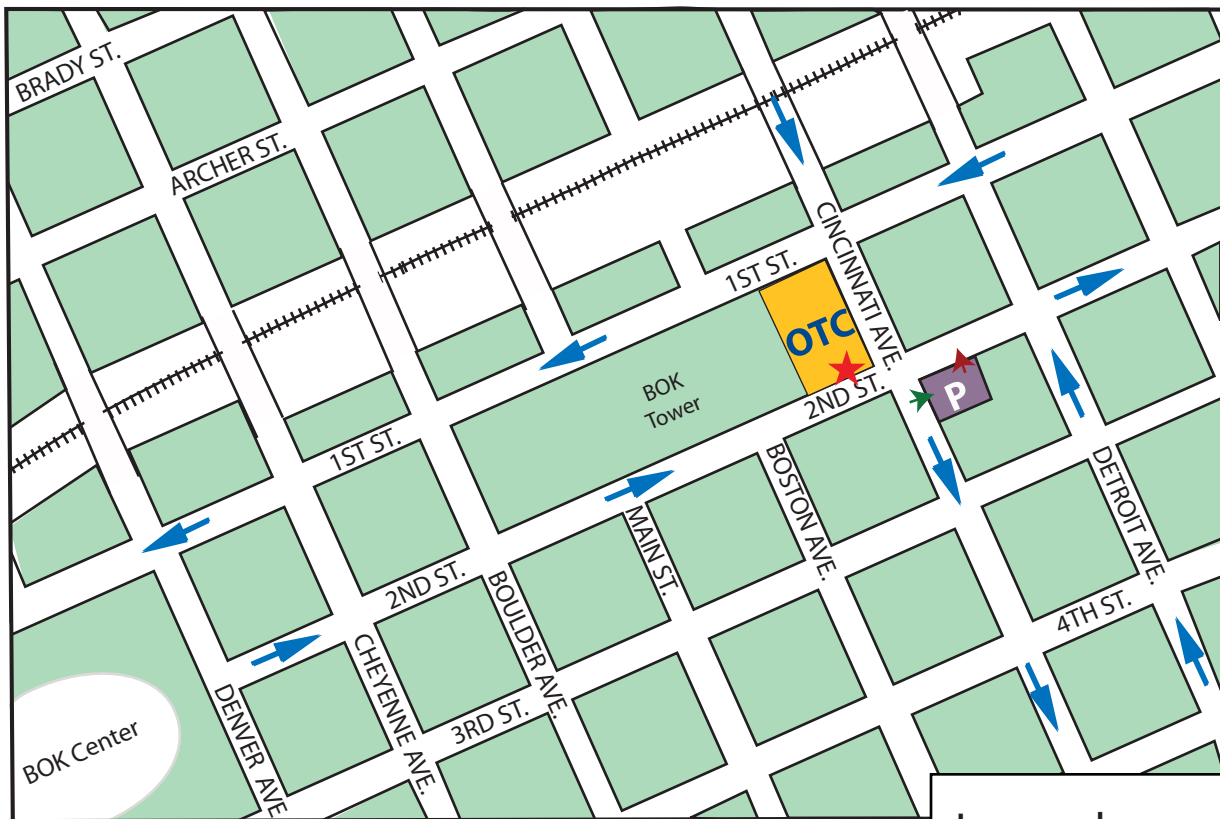 BRADY ST.
ARCHER ST.
CINCINNATI AVE.
1ST ST.
OTC
BOK
Tower
2ND ST.
P
1ST ST.
BOSTON AVE.
DETROIT AVE.
MAIN ST.
2ND ST.
BOULDER AVE.
4TH ST.
CHEYENNE AVE.
DENVER AVE
3RD ST.
BOK Center